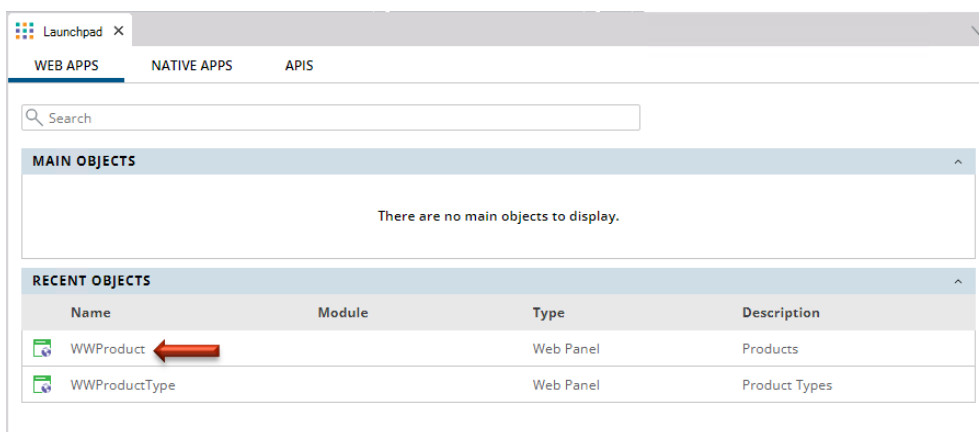 Launchpad
WEB APPS NATIVE APPS APIS
Search
MAIN OBJECTS
There are no main objects to display.
RECENT OBJECTS
Name Module Type Description
WWProduct Web Panel Products
WWProductType Web Panel Product Types